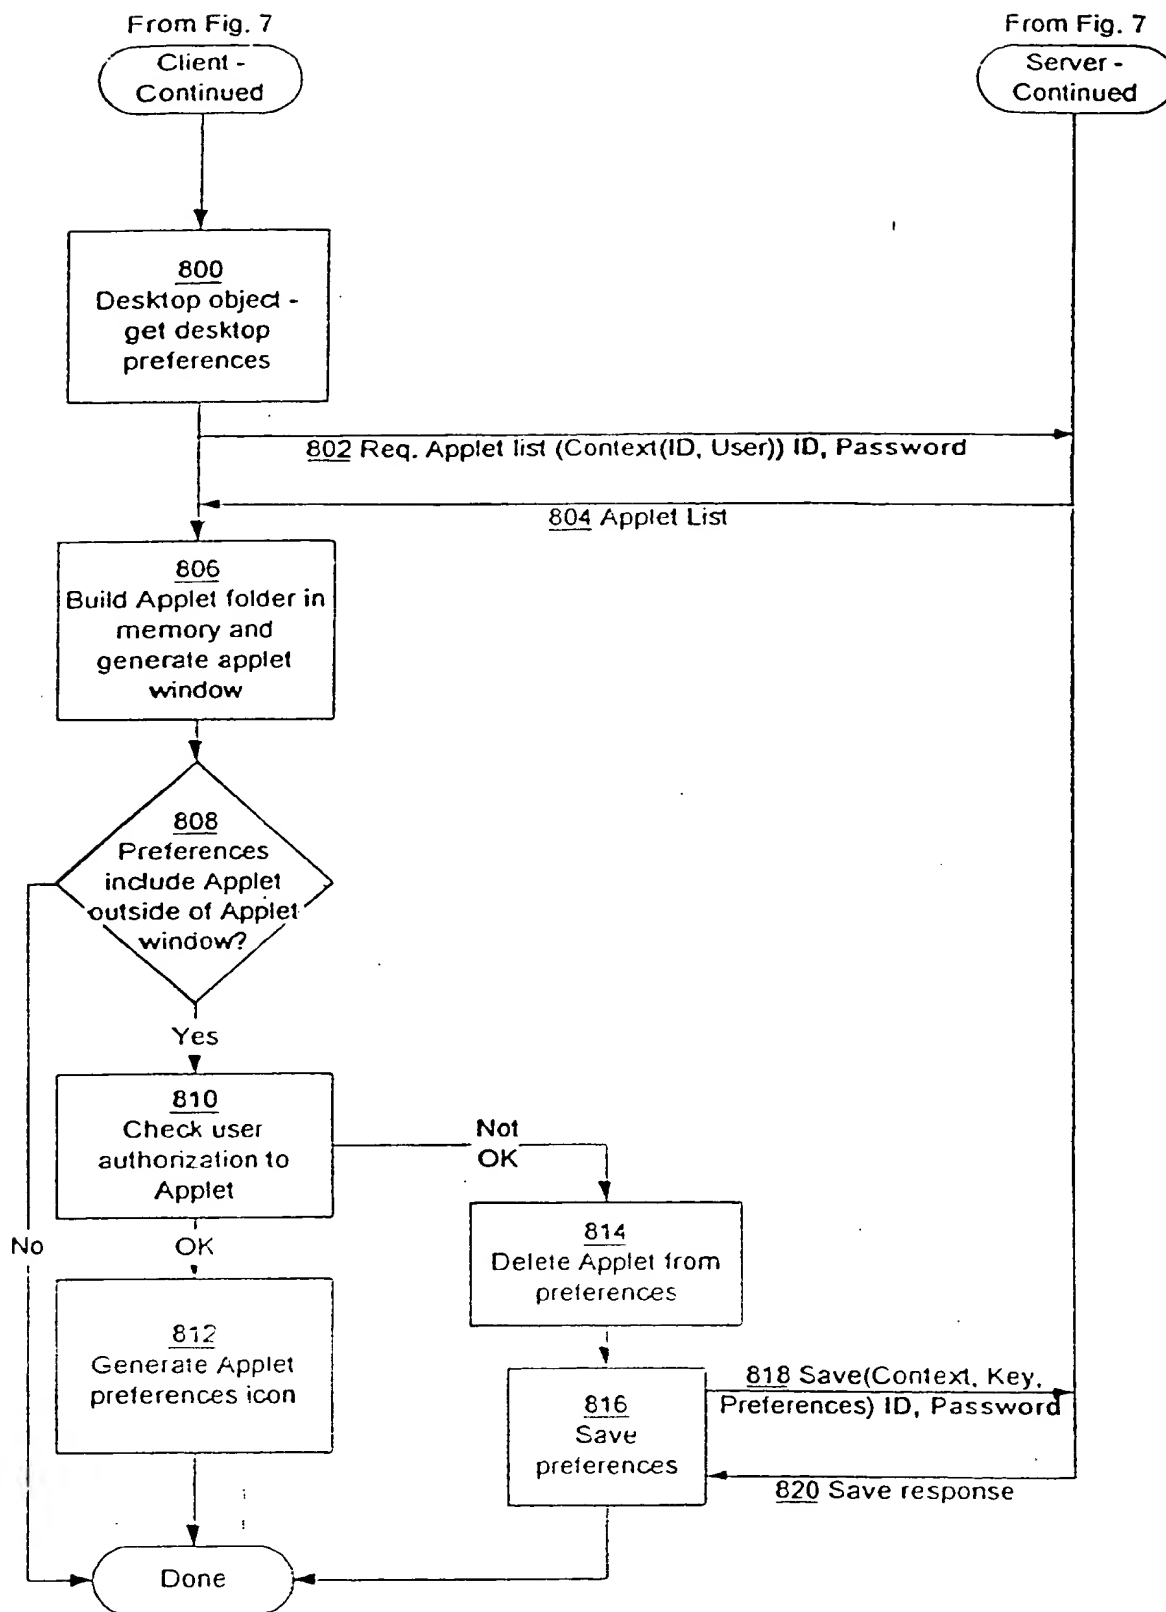 From Fig. 7
Client -
Continued
From Fig. 7
Server -
Continued
800
Desktop object -
get desktop
preferences
802 Req. Applet list (Context(ID, User)) ID, Password
804 Applet List
806
Build Applet folder in
memory and
generate applet
window
808
Preferences
include Applet
outside of Applet
window?
Yes
810
Check user
authorization to
Applet
Not
OK
No
OK
814
Delete Applet from
preferences
812
Generate Applet
preferences icon
816
Save
preferences
818 Save(Context, Key,
Preferences) ID, Password
820 Save response
Done